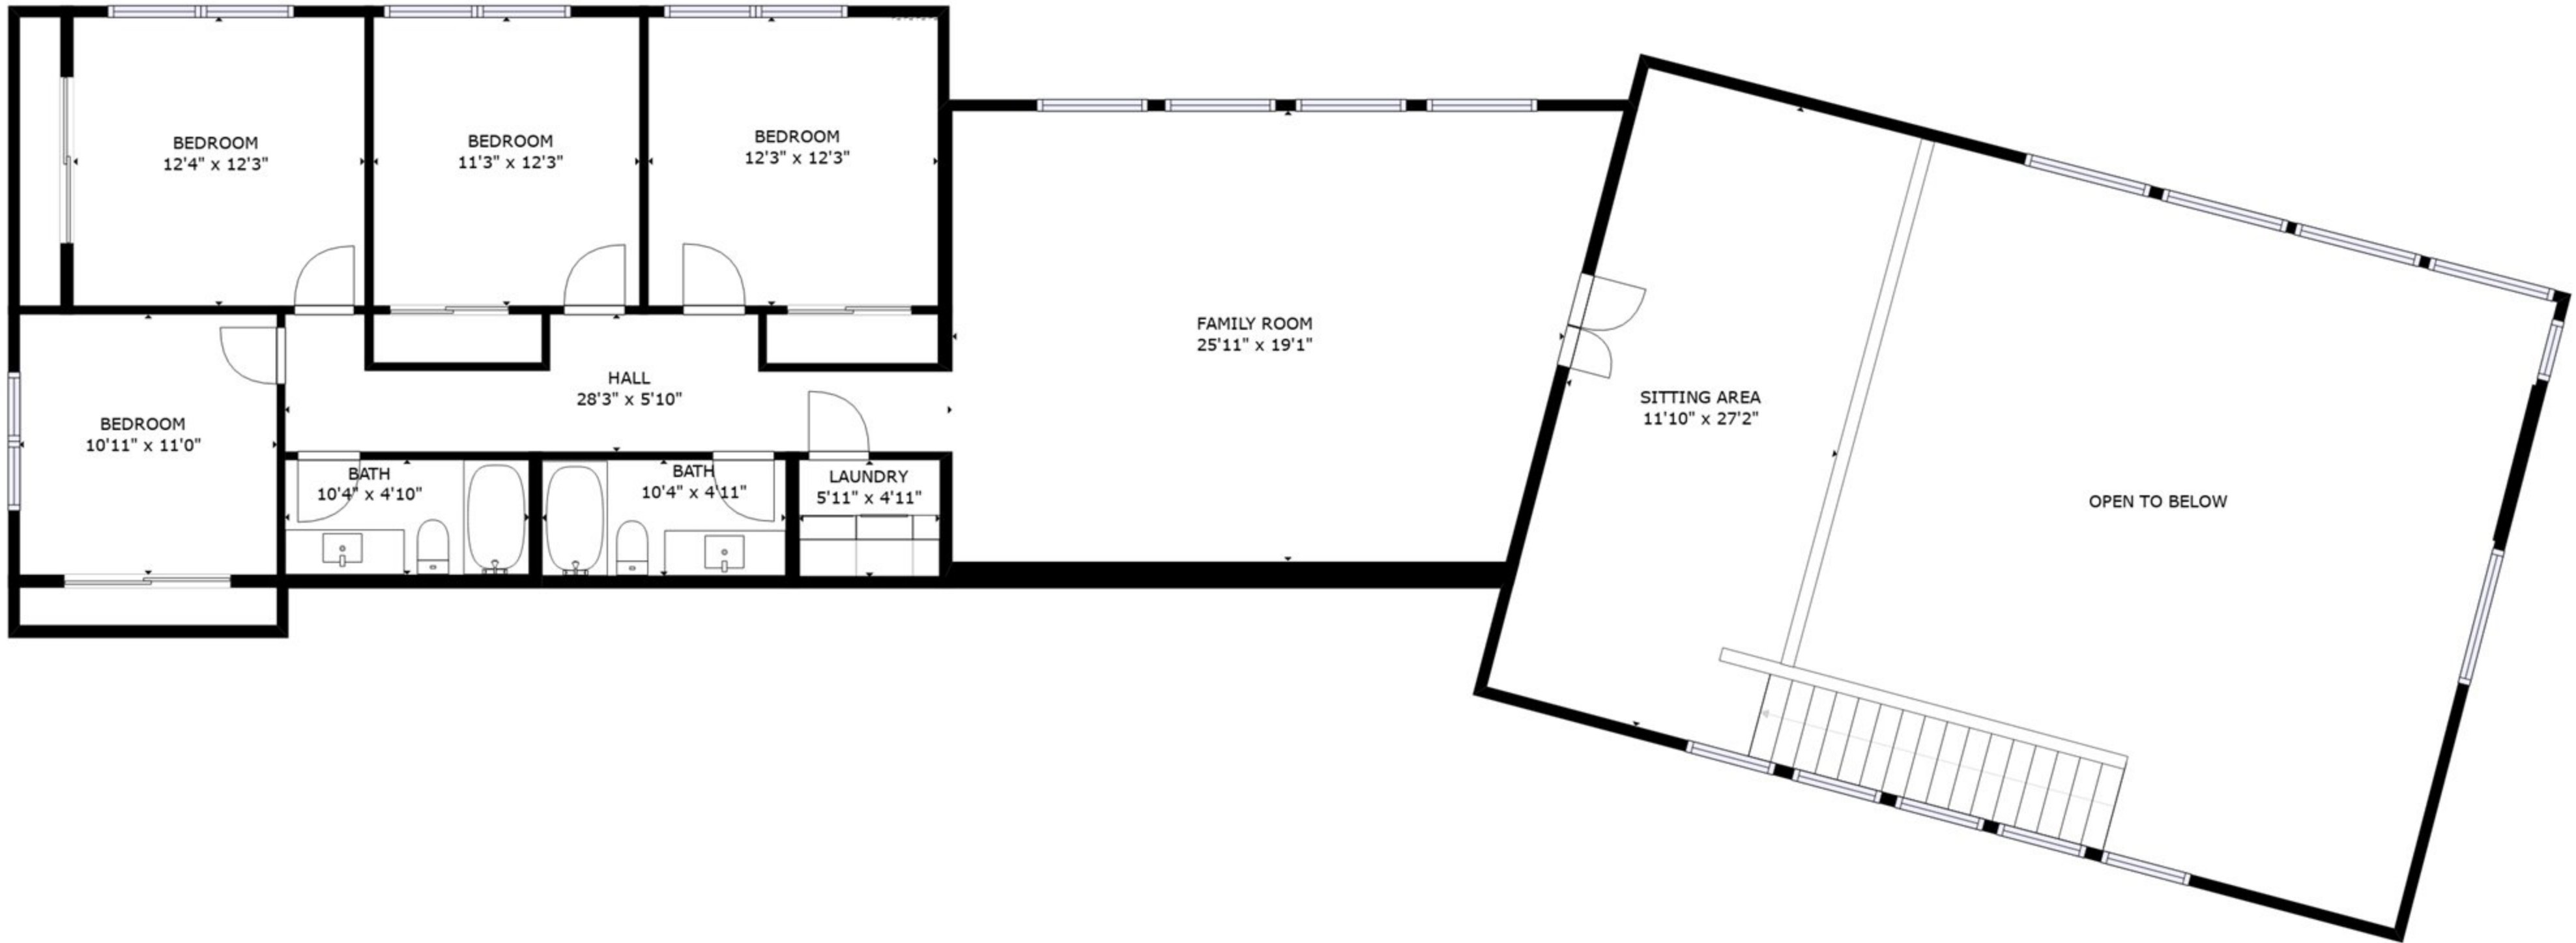 BEDROOM
12'4" x 12'3"
BEDROOM
11'3" x 12'3"
BEDROOM
12'3" x 12'3"
FAMILY ROOM
25'11" x 19'1"
HALL
28'3" x 5'10"
SITTING AREA
11'10" x 27'2"
BEDROOM
10'11" x 11'0"
BATH
10'4" x 4'10"
BATH
10'4" x 4'11"
LAUNDRY
5'11" x 4'11"
OPEN TO BELOW